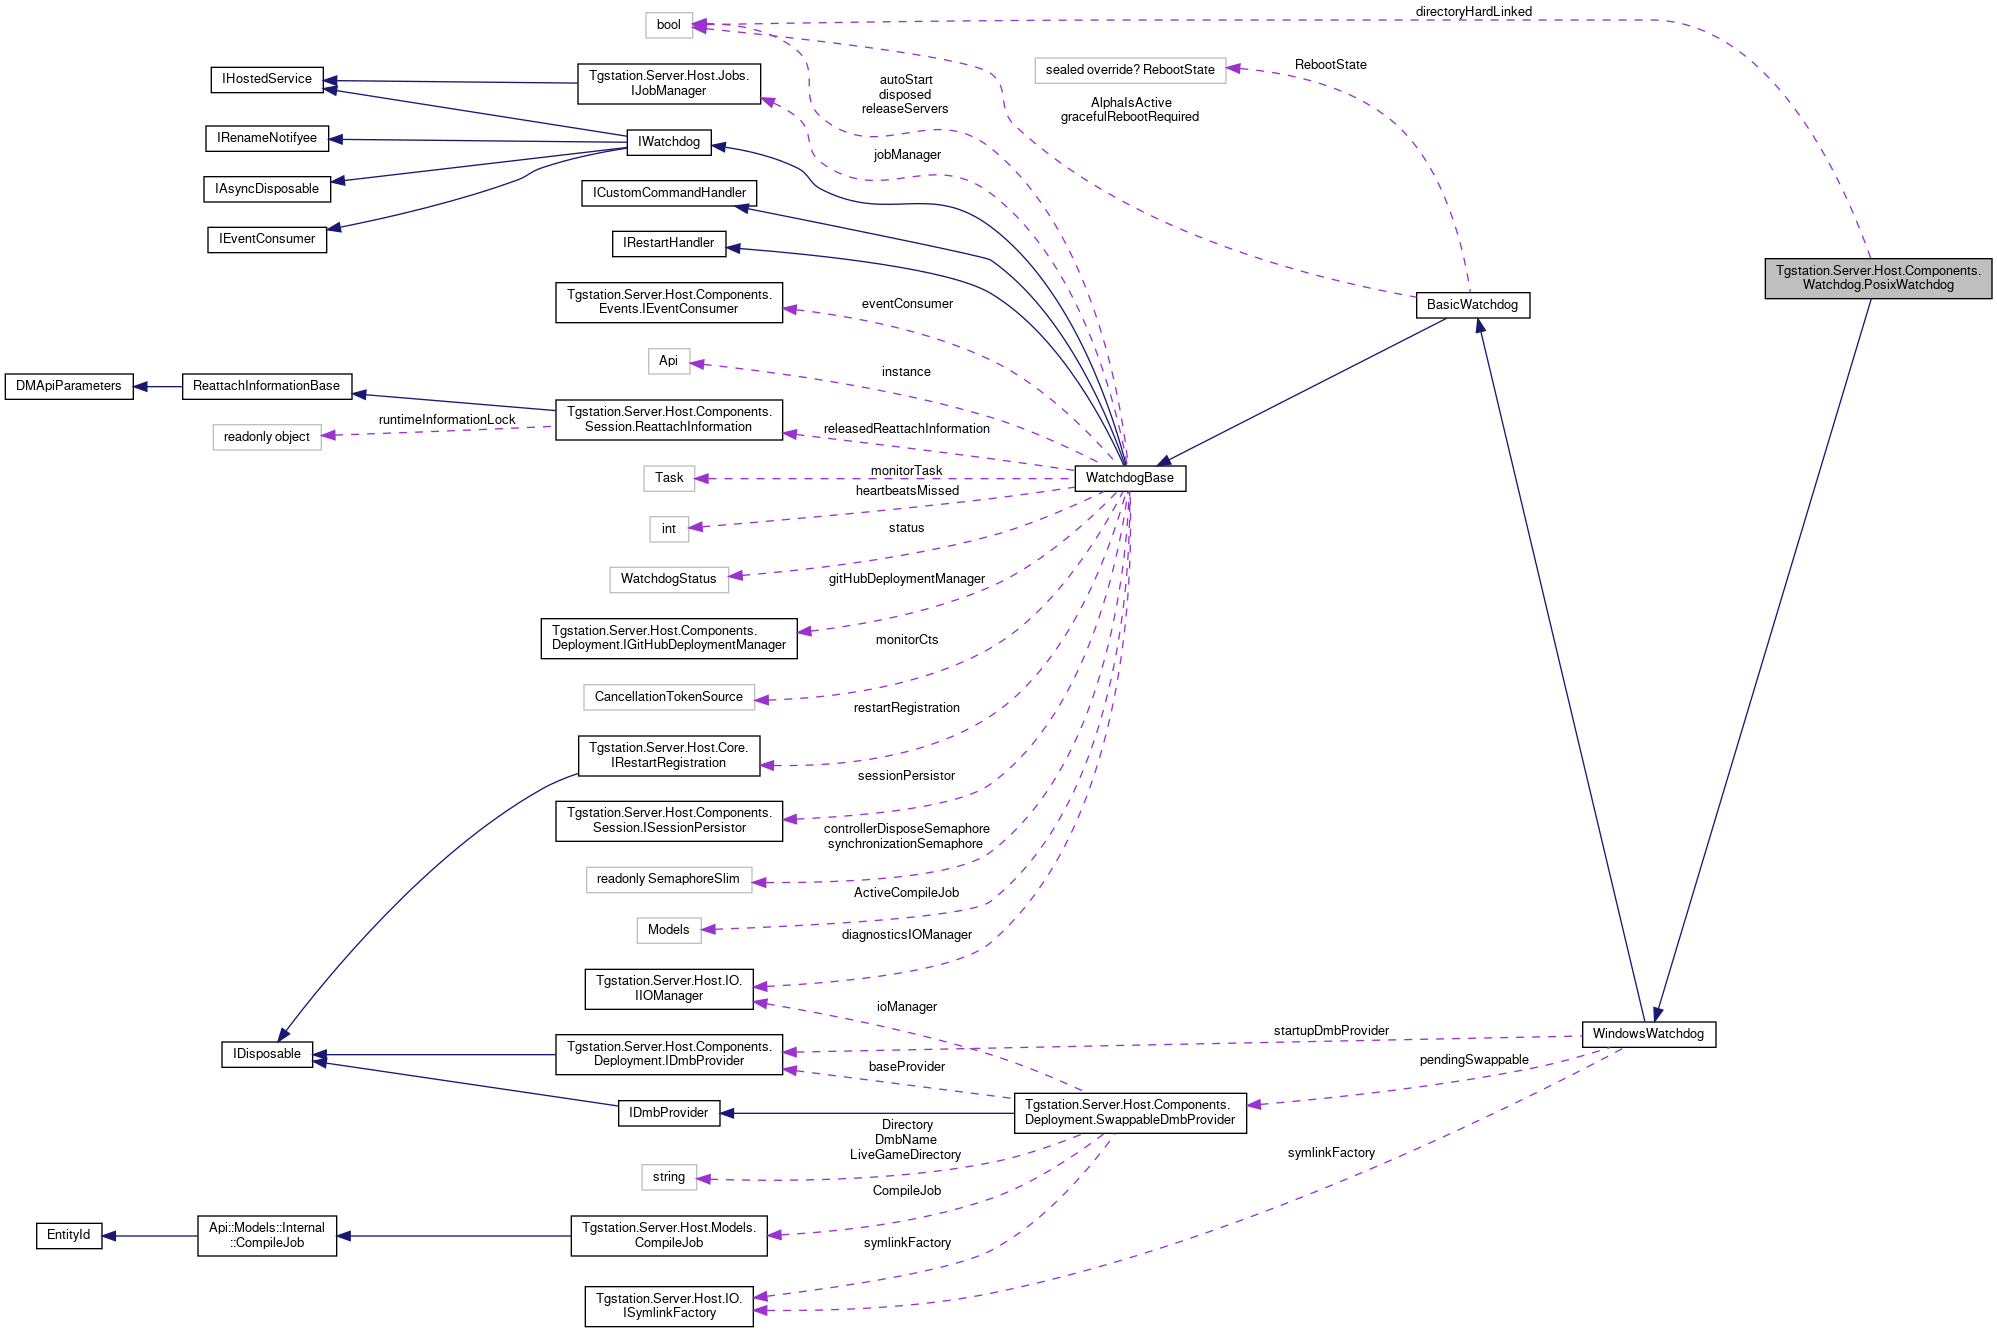 directoryHardLinked
bool
sealed override? RebootState
RebootState
IHostedService
Tgstation.Server.Host.Jobs.
IJobManager
autoStart
disposed
releaseServers
AlphaIsActive
gracefulRebootRequired
IRenameNotifyee
IWatchdog
jobManager
IAsyncDisposable
ICustomCommandHandler
IEventConsumer
IRestartHandler
Tgstation.Server.Host.Components.
Watchdog.PosixWatchdog
Tgstation.Server.Host.Components.
Events.IEventConsumer
eventConsumer
BasicWatchdog
Api
instance
DMApiParameters
ReattachInformationBase
Tgstation.Server.Host.Components.
Session.ReattachInformation
runtimeInformationLock
readonly object
releasedReattachInformation
Task
monitorTask
WatchdogBase
heartbeatsMissed
int
status
WatchdogStatus
gitHubDeploymentManager
Tgstation.Server.Host.Components.
Deployment.IGitHubDeploymentManager
monitorCts
CancellationTokenSource
restartRegistration
Tgstation.Server.Host.Core.
IRestartRegistration
sessionPersistor
Tgstation.Server.Host.Components.
Session.ISessionPersistor
controllerDisposeSemaphore
synchronizationSemaphore
readonly SemaphoreSlim
ActiveCompileJob
Models
diagnosticsIOManager
Tgstation.Server.Host.IO.
IIOManager
ioManager
startupDmbProvider
WindowsWatchdog
IDisposable
Tgstation.Server.Host.Components.
Deployment.IDmbProvider
baseProvider
pendingSwappable
IDmbProvider
Tgstation.Server.Host.Components.
Deployment.SwappableDmbProvider
Directory
DmbName
LiveGameDirectory
symlinkFactory
string
CompileJob
EntityId
Api::Models::Internal
::CompileJob
Tgstation.Server.Host.Models.
CompileJob
symlinkFactory
Tgstation.Server.Host.IO.
ISymlinkFactory